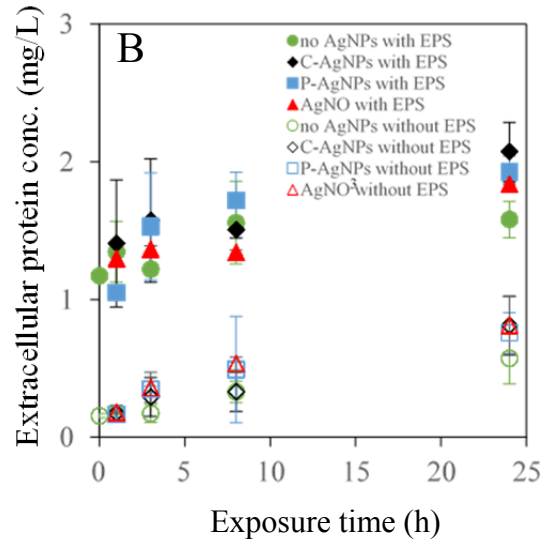 B
no AgNPs with EPS
C-AgNPs with EPS
P-AgNPs with EPS
AgNO with EPS
no AgNPs without EPS
C-AgNPs without EPS
P-AgNPs without EPS
AgNO3 without EPS
Extracellular protein conc. (mg/L)
3
2
1
0
0 5 10 15 20 25
Exposure time (h)